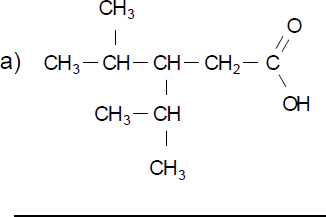 CH₃
O
a) CH₃ – CH – CH – CH₂ – C
OH
CH₃ – CH
CH₃